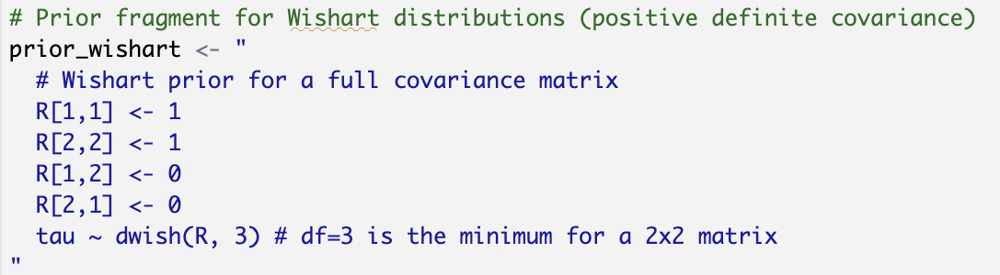 # Prior fragment for Wishart distributions (positive definite covariance)
prior_wishart <- "
  # Wishart prior for a full covariance matrix
  R[1,1] <- 1
  R[2,2] <- 1
  R[1,2] <- 0
  R[2,1] <- 0
  tau ~ dwish(R, 3) # df=3 is the minimum for a 2x2 matrix
"